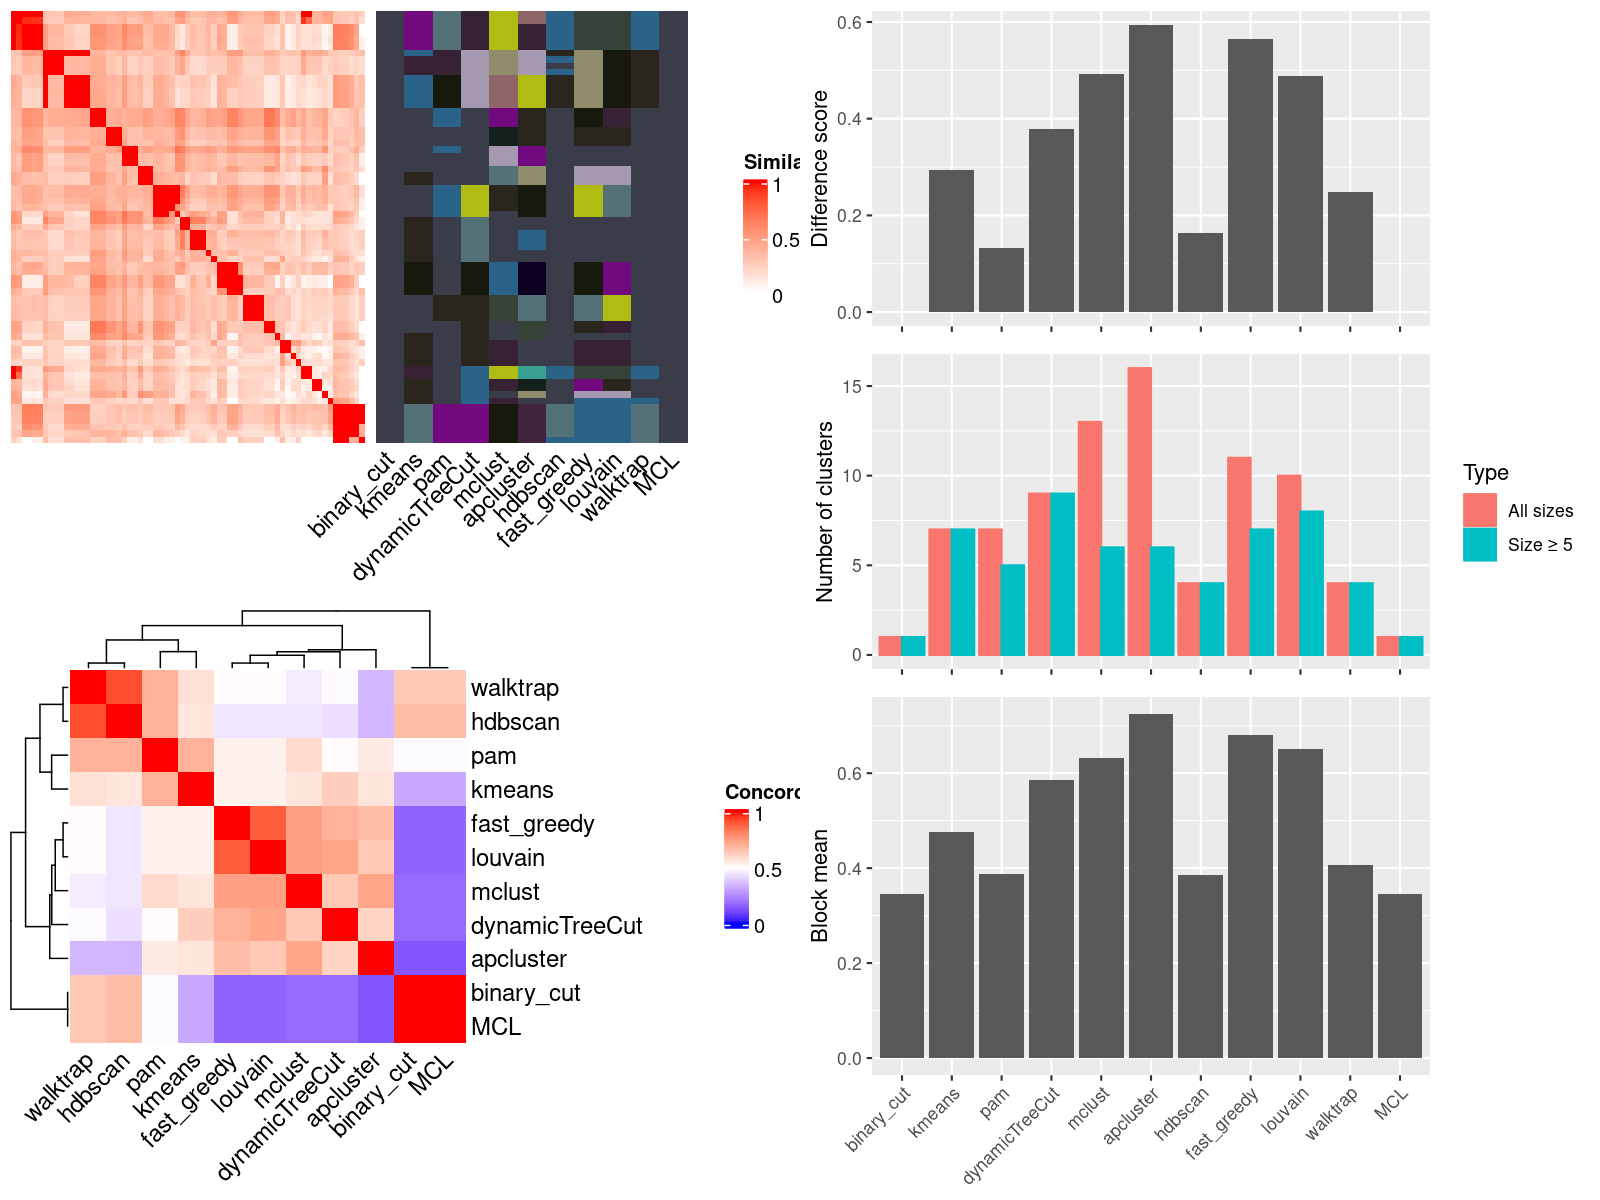 Simila
1
0.5
0
binary_cut
kmeans
pam
dynamicTreeCut
mclust
apcluster
hdbscan
fast_greedy
louvain
walktrap
MCL
Difference score
0.6
0.4
0.2
0.0
Number of clusters
15
10
5
0
Type
All sizes
Size ≥ 5
walktrap
hdbscan
pam
kmeans
fast_greedy
louvain
mclust
dynamicTreeCut
apcluster
binary_cut
MCL
walktrap
hdbscan
pam
kmeans
fast_greedy
louvain
mclust
dynamicTreeCut
apcluster
binary_cut
MCL
Concord
1
0.5
0
Block mean
0.6
0.4
0.2
0.0
binary_cut
kmeans
pam
dynamicTreeCut
mclust
apcluster
hdbscan
fast_greedy
louvain
walktrap
MCL